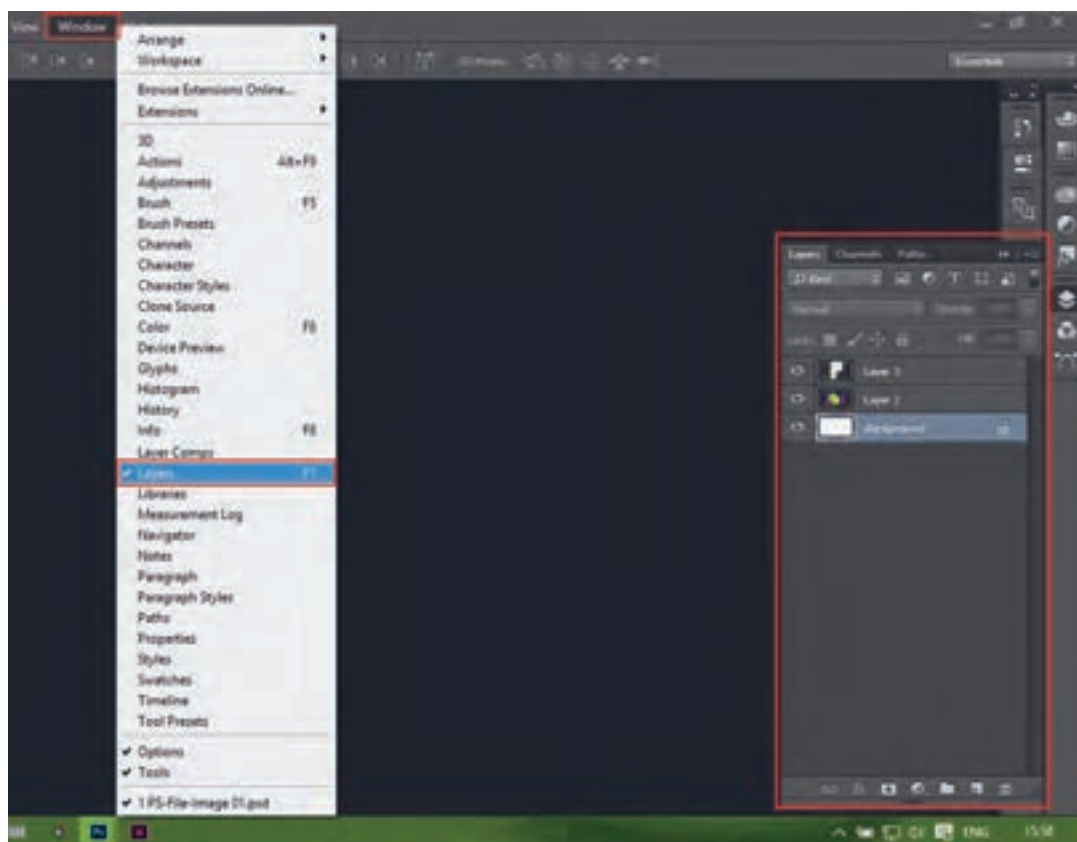 View Window
Arrange
Workspace
Browse Extensions Online...
Extensions
3D
Actions Alt+F9
Adjustments
Brush F5
Brush Presets
Channels
Character
Character Styles
Clone Source
Color F6
Device Preview
Glyphs
Histogram
History
Info F8
Layer Comps
Layers F7
Libraries
Measurement Log
Navigator
Notes
Paragraph
Paragraph Styles
Paths
Properties
Styles
Swatches
Timeline
Tool Presets
Options
Tools
1 PS-File-Image 01.psd
Layers Channels Paths
Kind
Normal Opacity
Layer 3
Layer 2
Background
Ps
ENG 15:58